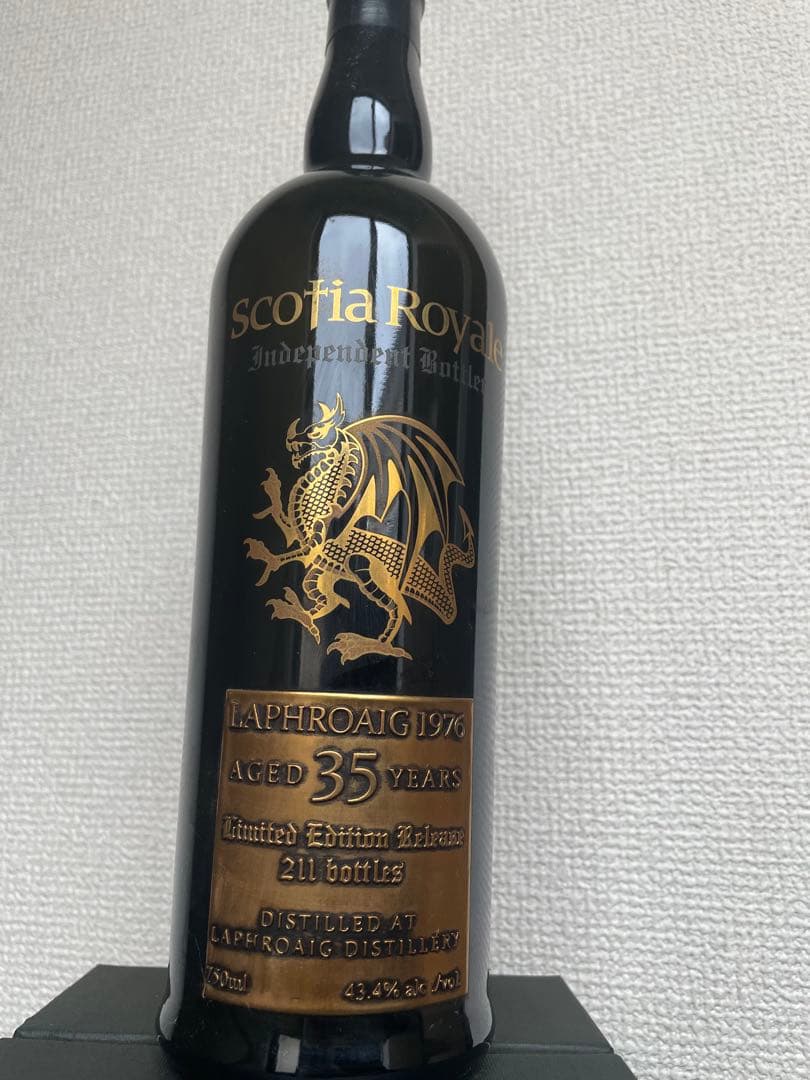 Scotia Royale
Independent Bottler
LAPHROAIG 1976
AGED 35 YEARS
Limited Edition Release
211 bottles
DISTILLED AT
LAPHROAIG DISTILLERY
750ml 43.4% alc /vol